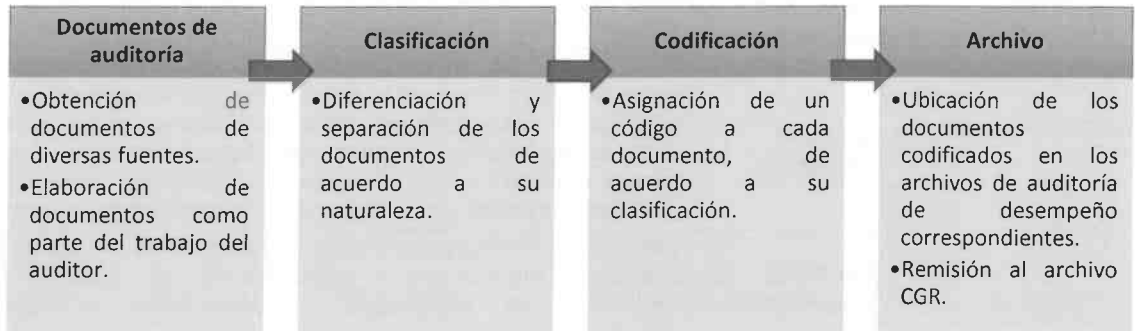 Documentos de
auditoría
•Obtención de
documentos de
diversas fuentes.
•Elaboración de
documentos como
parte del trabajo del
auditor.
Clasificación
•Diferenciación y
separación de los
documentos de
acuerdo a su
naturaleza.
Codificación
•Asignación de un
código a cada
documento, de
acuerdo a su
clasificación.
Archivo
•Ubicación de los
documentos
codificados en los
archivos de auditoría
de desempeño
correspondientes.
•Remisión al archivo
CGR.